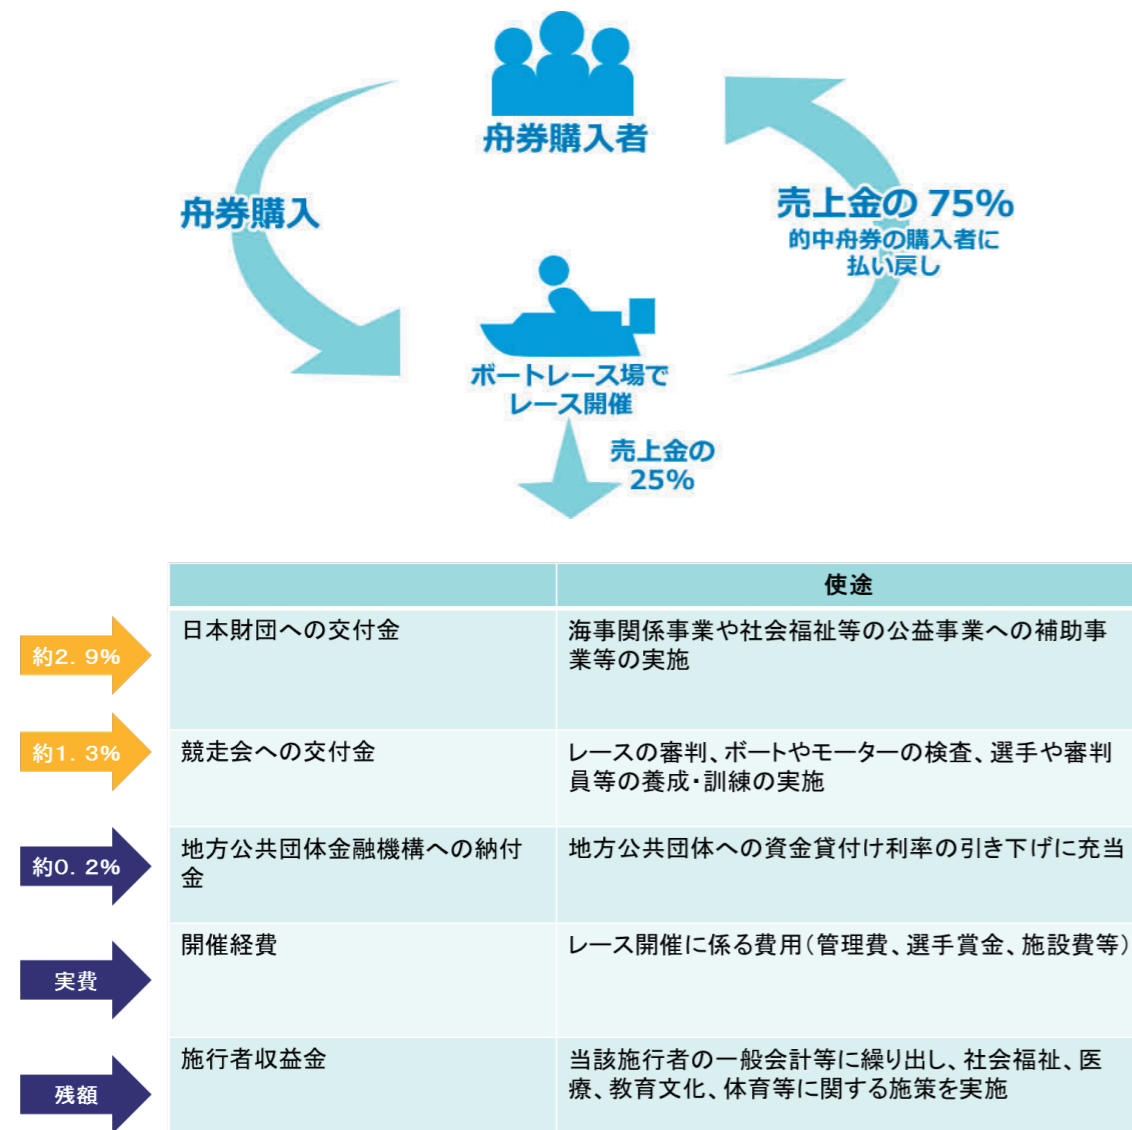 舟券購入者
舟券購入
売上金の 75%
的中舟券の購入者に
払い戻し
ボートレース場で
レース開催
売上金の
25%
使途
約2．9%
日本財団への交付金
海事関係事業や社会福祉等の公益事業への補助事
業等の実施
約1．3%
競走会への交付金
レースの審判、ボートやモーターの検査、選手や審判
員等の養成・訓練の実施
約0．2%
地方公共団体金融機構への納付
金
地方公共団体への資金貸付け利率の引き下げに充当
実費
開催経費
レース開催に係る費用（管理費、選手賞金、施設費等）
残額
施行者収益金
当該施行者の一般会計等に繰り出し、社会福祉、医
療、教育文化、体育等に関する施策を実施